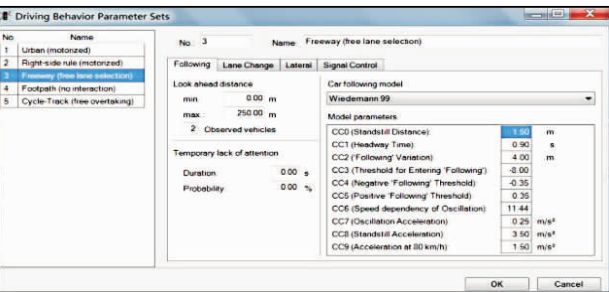 Driving Behavior Parameter Sets
No. Name
1 Urban (motorized)
2 Right-side rule (motorized)
3 Freeway (free lane selection)
4 Footpath (no interaction)
5 Cycle-Track (free overtaking)
No. 3 Name: Freeway (free lane selection)
Following Lane Change Lateral Signal Control
Look ahead distance
min. 0.00 m
max. 250.00 m
2 Observed vehicles
Temporary lack of attention
Duration 0.00 s
Probability 0.00 %
Car following model
Wiedemann 99
Model parameters
CC0 (Standstill Distance) 1.50 m
CC1 (Headway Time) 0.90 s
CC2 ('Following' Variation) 4.00 m
CC3 (Threshold for Entering 'Following') -8.00
CC4 (Negative 'Following' Threshold) -0.35
CC5 (Positive 'Following' Threshold) 0.35
CC6 (Speed dependency of Oscillation) 11.44
CC7 (Oscillation Acceleration) 0.25 m/s²
CC8 (Standstill Acceleration) 3.50 m/s²
CC9 (Acceleration at 80 km/h) 1.50 m/s²
OK Cancel